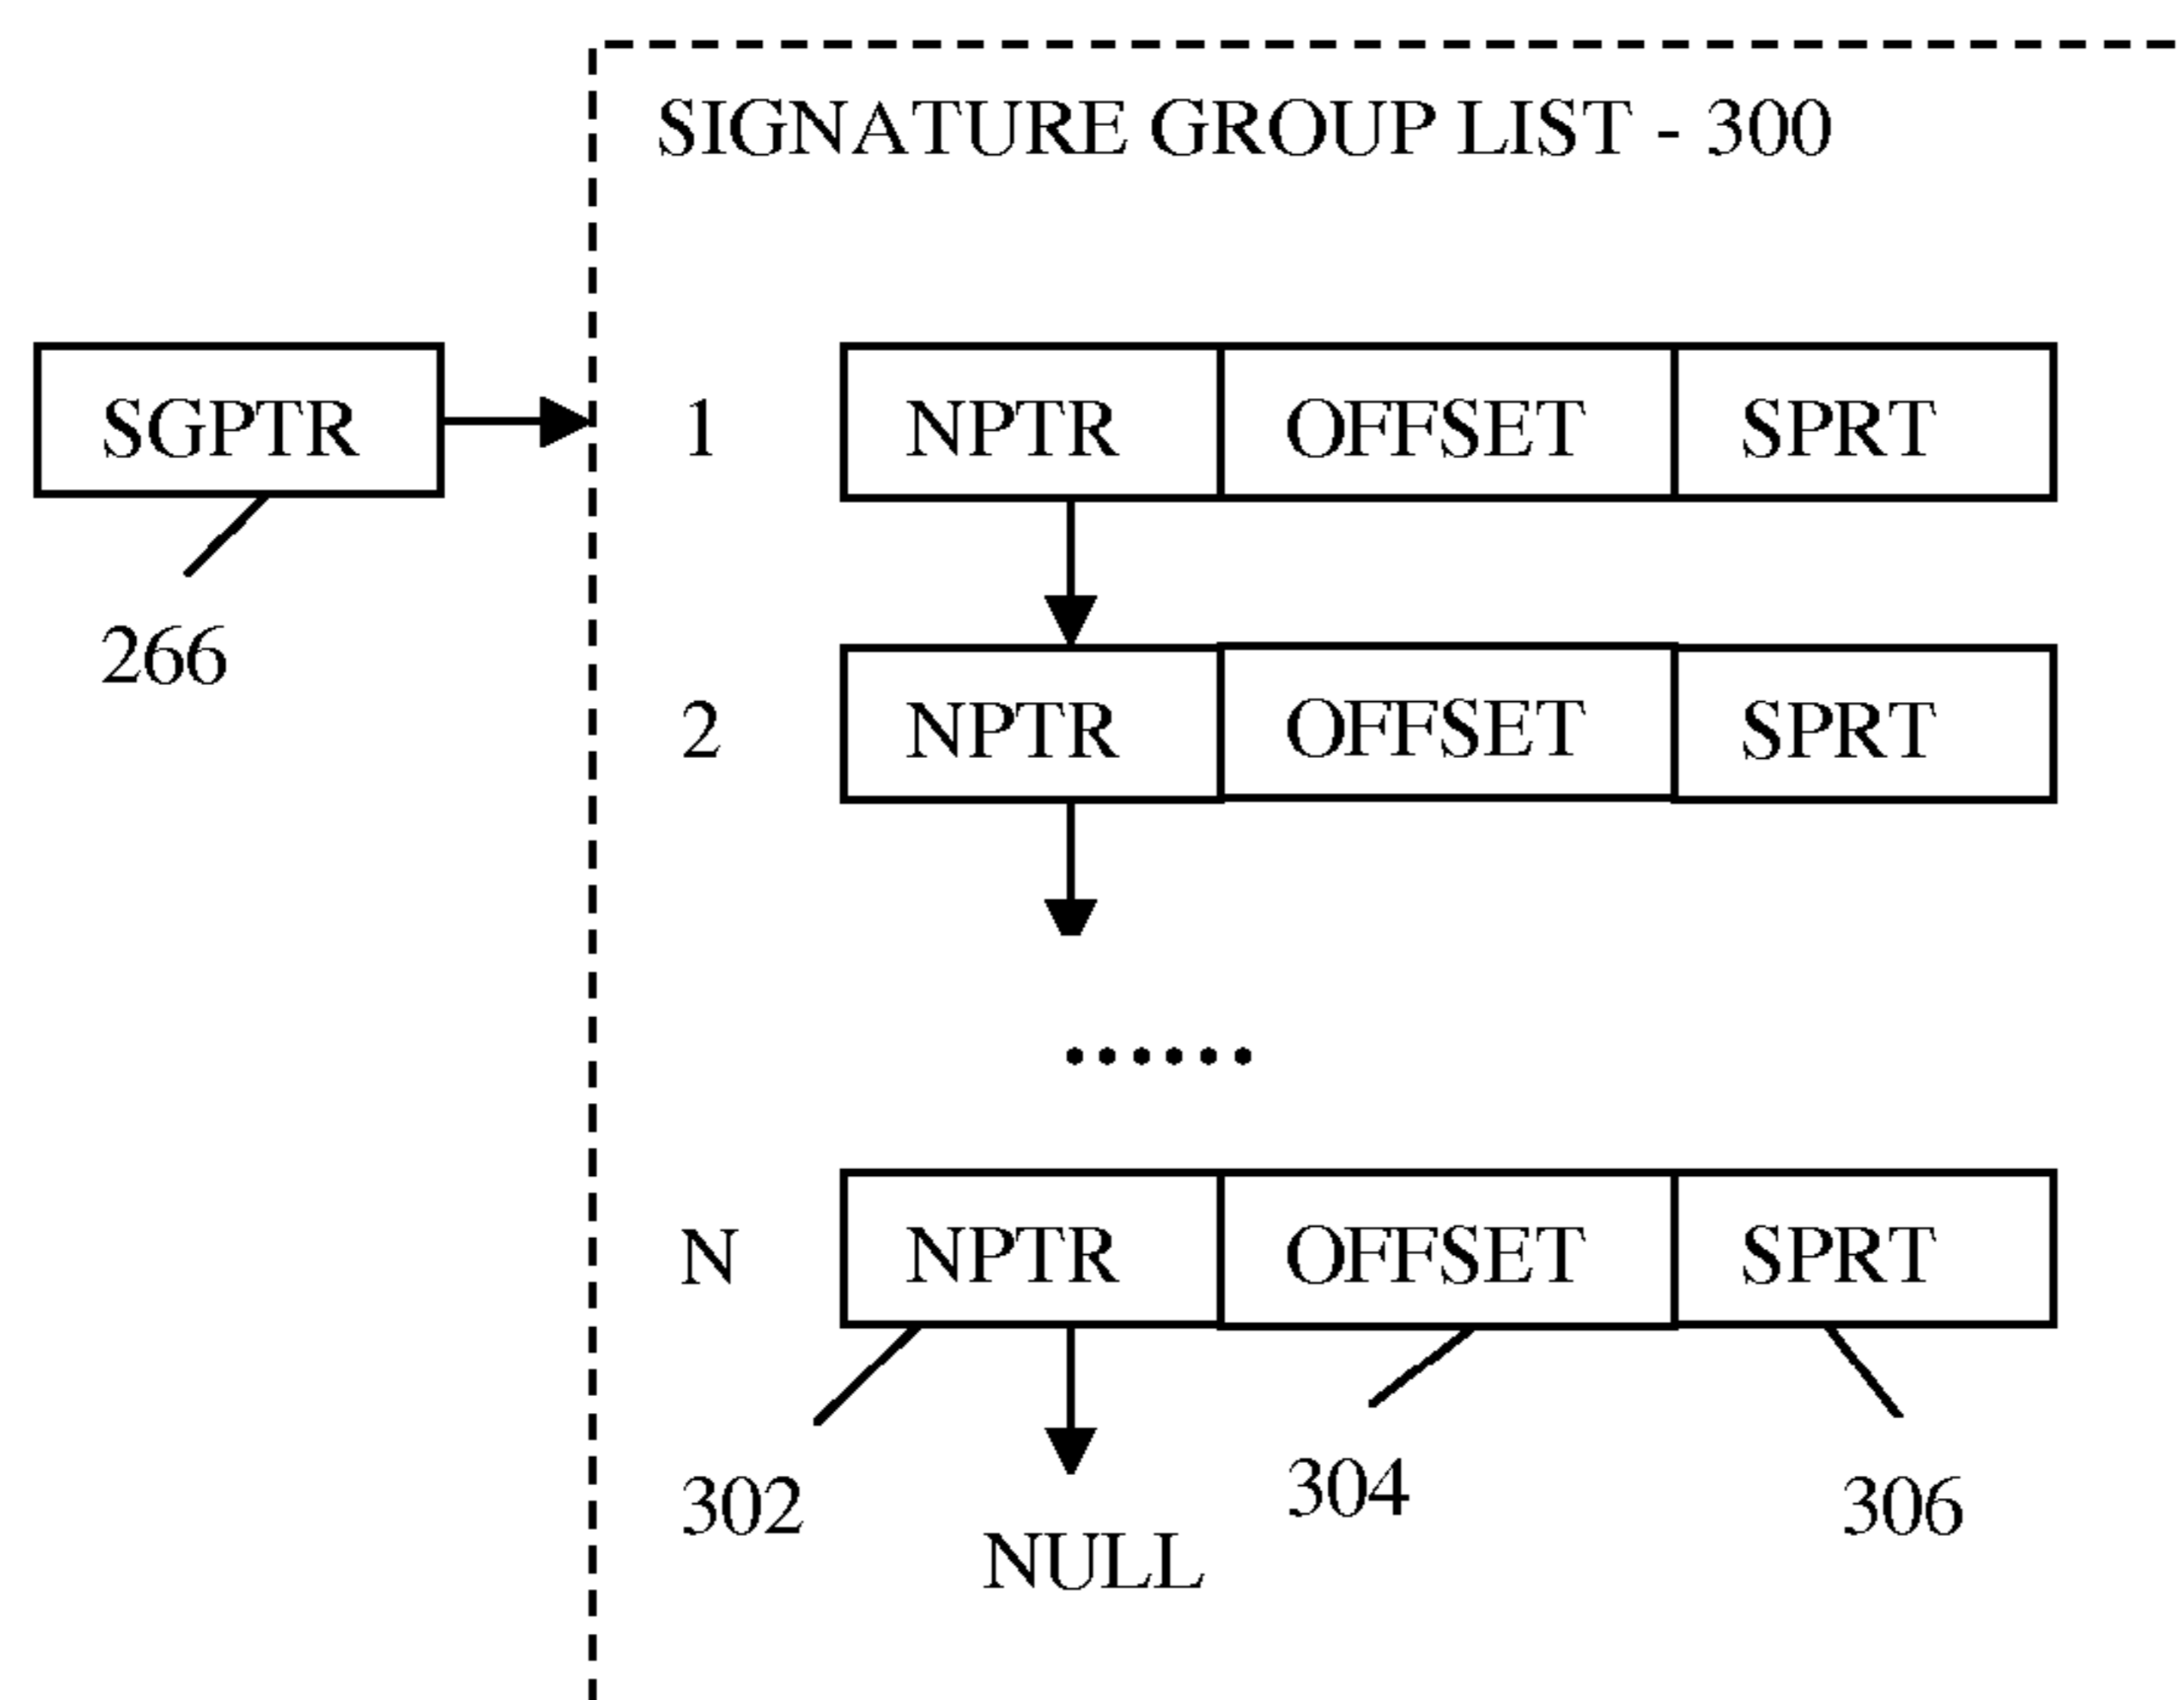 SIGNATURE GROUP LIST - 300
SGPTR 1 NPTR OFFSET SPRT
266
2 NPTR OFFSET SPRT
......
N NPTR OFFSET SPRT
302 304 306
NULL